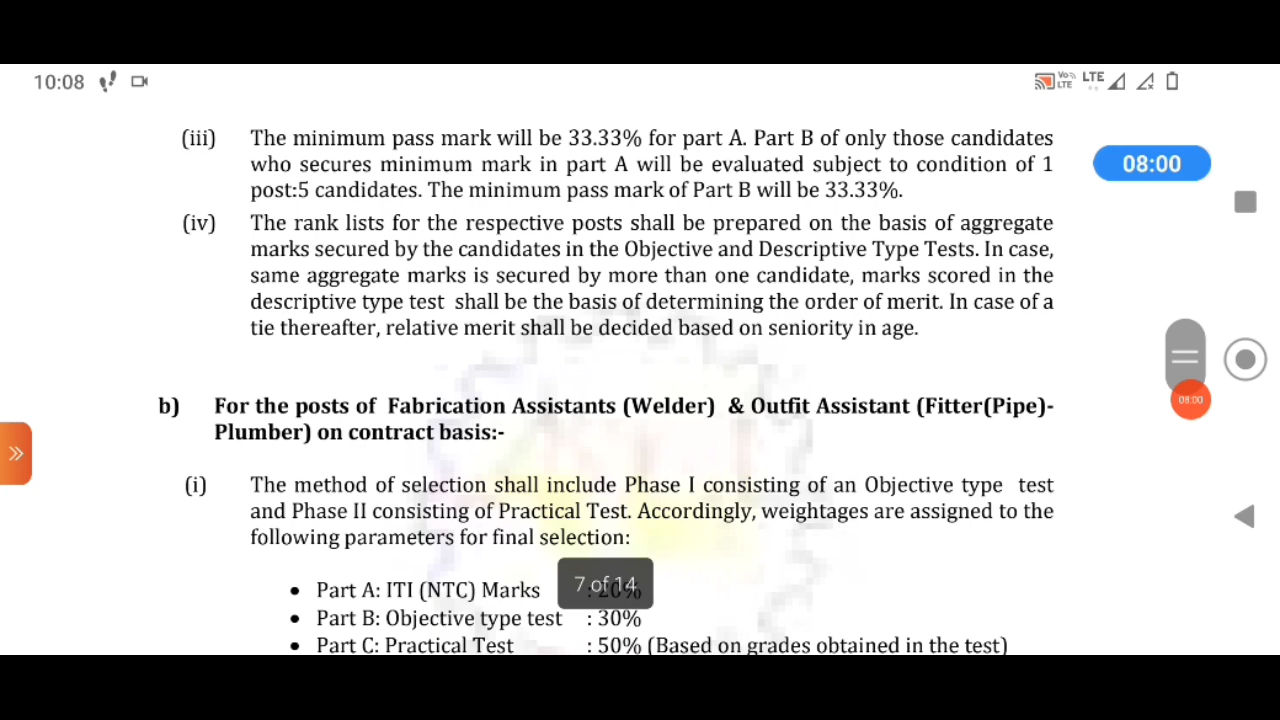 10:08
Vo
LTE
LTE
(iii) The minimum pass mark will be 33.33% for part A. Part B of only those candidates
who secures minimum mark in part A will be evaluated subject to condition of 1
post:5 candidates. The minimum pass mark of Part B will be 33.33%.
08:00
(iv) The rank lists for the respective posts shall be prepared on the basis of aggregate
marks secured by the candidates in the Objective and Descriptive Type Tests. In case,
same aggregate marks is secured by more than one candidate, marks scored in the
descriptive type test shall be the basis of determining the order of merit. In case of a
tie thereafter, relative merit shall be decided based on seniority in age.
08:00
b) For the posts of Fabrication Assistants (Welder) & Outfit Assistant (Fitter(Pipe)-
Plumber) on contract basis:-
(i) The method of selection shall include Phase I consisting of an Objective type test
and Phase II consisting of Practical Test. Accordingly, weightages are assigned to the
following parameters for final selection:
• Part A: ITI (NTC) Marks : 20%
7 of 14
• Part B: Objective type test : 30%
• Part C: Practical Test : 50% (Based on grades obtained in the test)